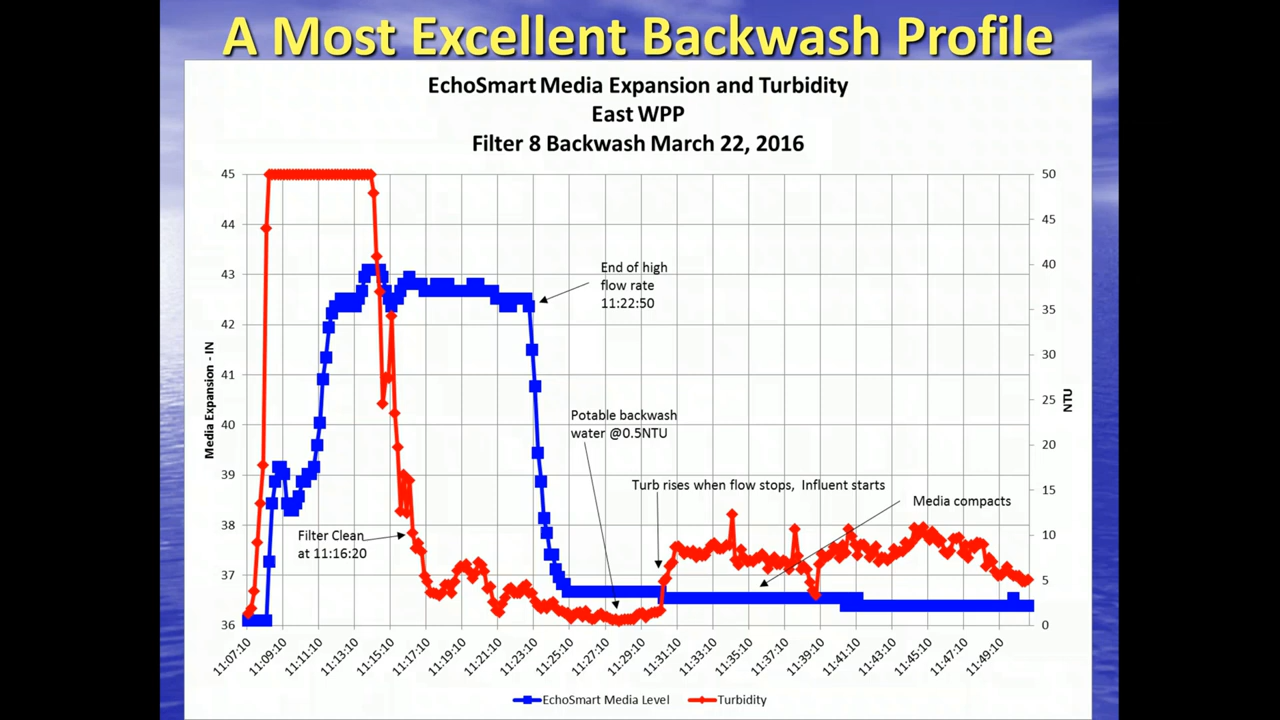 A Most Excellent Backwash Profile
EchoSmart Media Expansion and Turbidity
East WPP
Filter 8 Backwash March 22, 2016
45
44
43
42
41
40
39
38
37
36
Media Expansion - IN
50
45
40
35
30
25
20
15
10
5
0
NTU
End of high
flow rate
11:22:50
Potable backwash
water @0.5NTU
Turb rises when flow stops, Influent starts
Media compacts
Filter Clean
at 11:16:20
11:07:10
11:09:10
11:11:10
11:13:10
11:15:10
11:17:10
11:19:10
11:21:10
11:23:10
11:25:10
11:27:10
11:29:10
11:31:10
11:33:10
11:35:10
11:37:10
11:39:10
11:41:10
11:43:10
11:45:10
11:47:10
11:49:10
EchoSmart Media Level
Turbidity